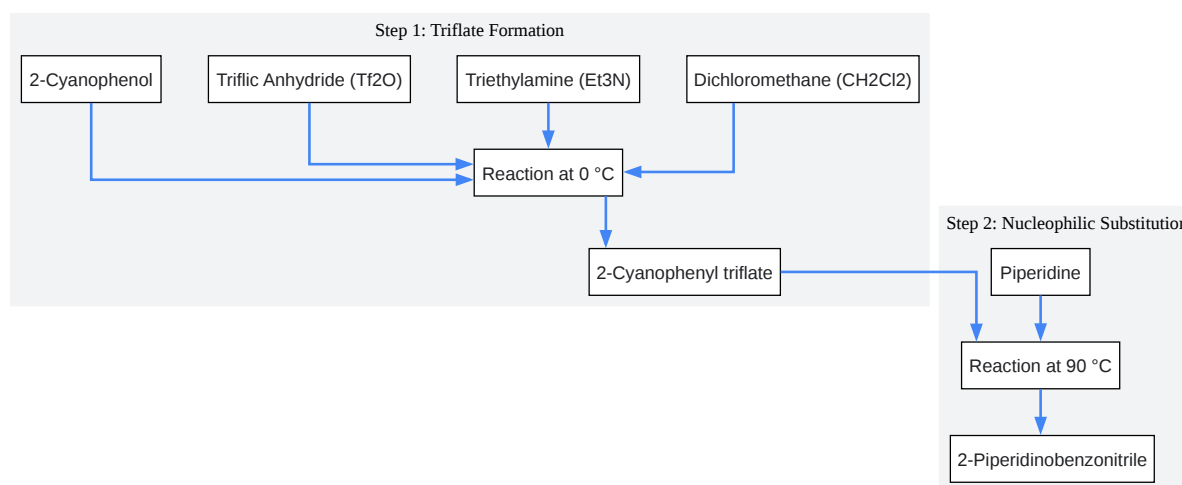 Step 1: Triflate Formation
2-Cyanophenol
Triflic Anhydride (Tf2O)
Triethylamine (Et3N)
Dichloromethane (CH2Cl2)
Reaction at 0 °C
2-Cyanophenyl triflate
Step 2: Nucleophilic Substitution
Piperidine
Reaction at 90 °C
2-Piperidinobenzonitrile